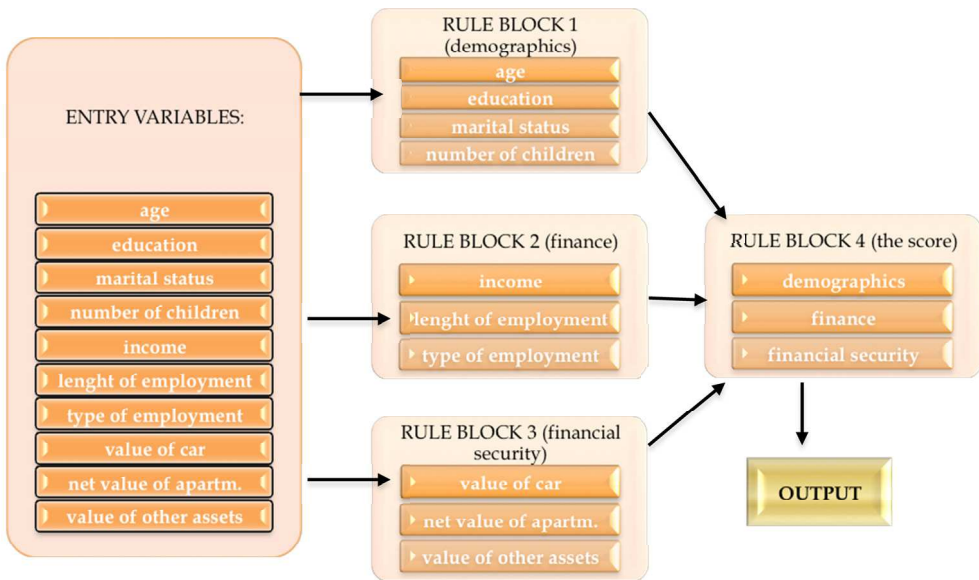 ENTRY VARIABLES:
age
education
marital status
number of children
income
lenght of employment
type of employment
value of car
net value of apartm.
value of other assets
RULE BLOCK 1
(demographics)
age
education
marital status
number of children
RULE BLOCK 2 (finance)
income
lenght of employment
type of employment
RULE BLOCK 3 (financial
security)
value of car
net value of apartm.
value of other assets
RULE BLOCK 4 (the score)
demographics
finance
financial security
OUTPUT